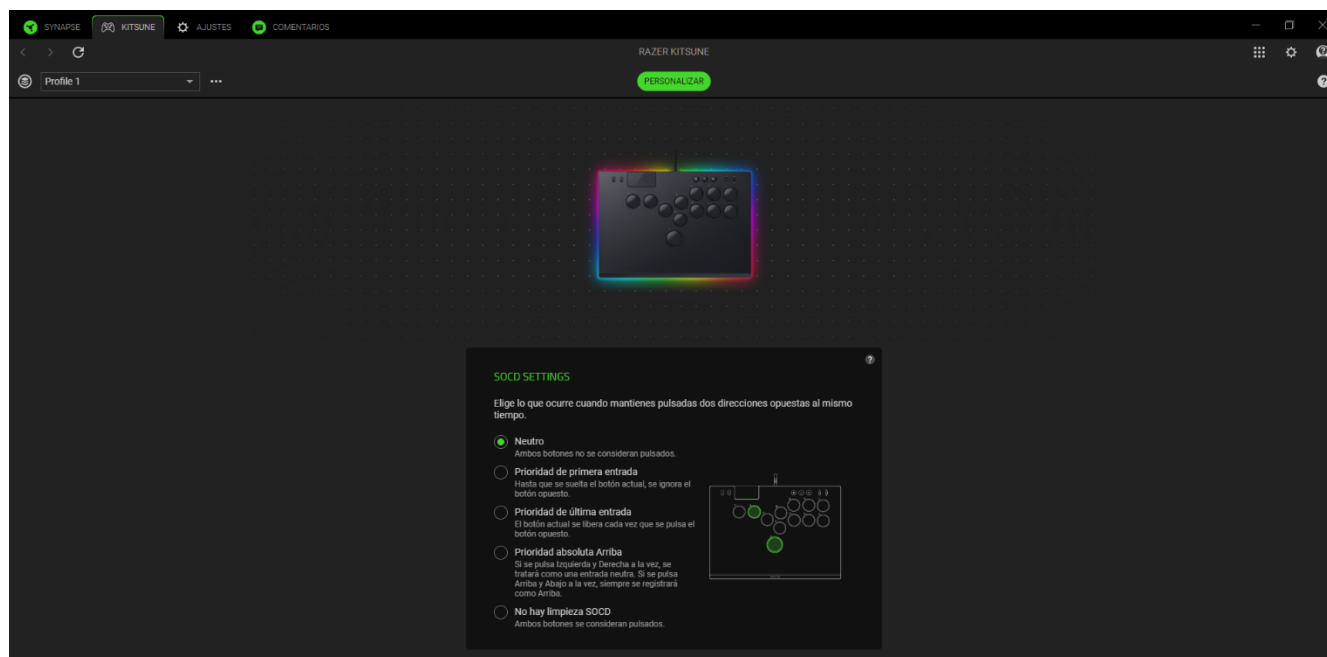 SYNAPSE
KITSUNE
AJUSTES
COMENTARIOS
RAZER KITSUNE
Profile 1
PERSONALIZAR
SOCD SETTINGS
Elige lo que ocurre cuando mantienes pulsadas dos direcciones opuestas al mismo
tiempo.
Neutro
Ambos botones no se consideran pulsados.
Prioridad de primera entrada
Hasta que se suelta el botón actual, se ignora el
botón opuesto.
Prioridad de última entrada
El botón actual se libera cada vez que se pulsa el
botón opuesto.
Prioridad absoluta Arriba
Si se pulsa Izquierda y Derecha a la vez, se
tratará como una entrada neutra. Si se pulsa
Arriba y Abajo a la vez, siempre se registrará
como Arriba.
No hay limpieza SOCD
Ambos botones se consideran pulsados.